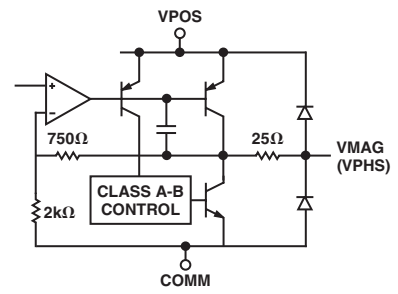 VPOS
+
–
750Ω
25Ω
VMAG
(VPHS)
CLASS A-B
CONTROL
2kΩ
COMM